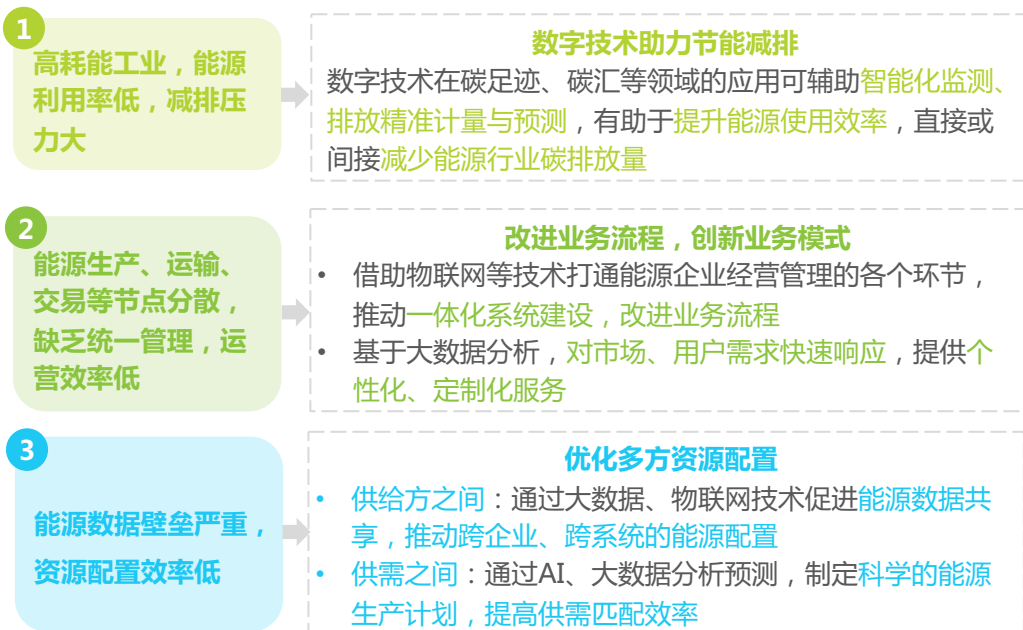 1
高耗能工业，能源
利用率低，减排压
力大
数字技术助力节能减排
数字技术在碳足迹、碳汇等领域的应用可辅助智能化监测、
排放精准计量与预测，有助于提升能源使用效率，直接或
间接减少能源行业碳排放量
2
能源生产、运输、
交易等节点分散，
缺乏统一管理，运
营效率低
改进业务流程，创新业务模式
• 借助物联网等技术打通能源企业经营管理的各个环节，
推动一体化系统建设，改进业务流程
• 基于大数据分析，对市场、用户需求快速响应，提供个
性化、定制化服务
3
能源数据壁垒严重，
资源配置效率低
优化多方资源配置
• 供给方之间：通过大数据、物联网技术促进能源数据共
享，推动跨企业、跨系统的能源配置
• 供需之间：通过AI、大数据分析预测，制定科学的能源
生产计划，提高供需匹配效率